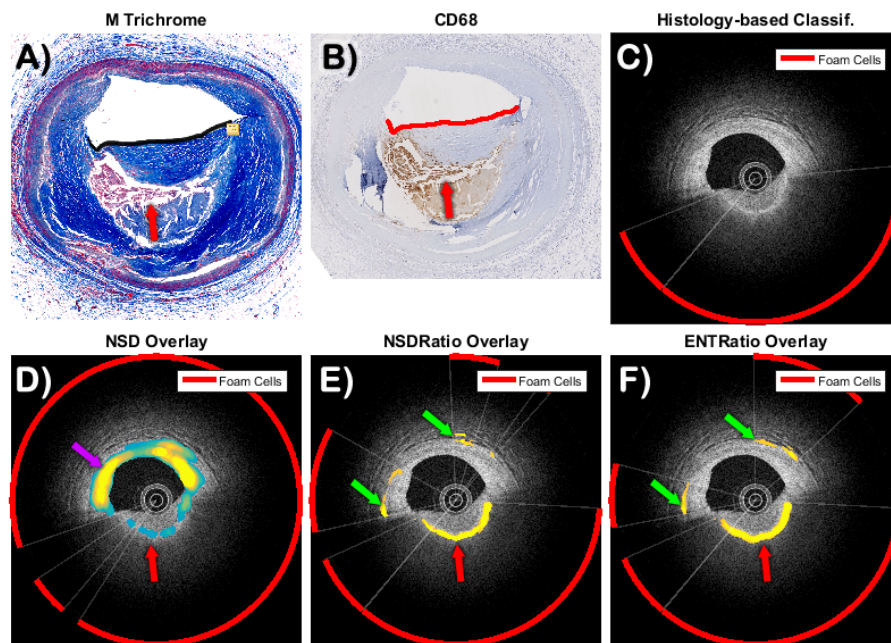 M Trichrome
CD68
Histology-based Classif.
A)
B)
C)
Foam Cells
NSD Overlay
NSDRatio Overlay
ENTRatio Overlay
D)
Foam Cells
E)
Foam Cells
F)
Foam Cells